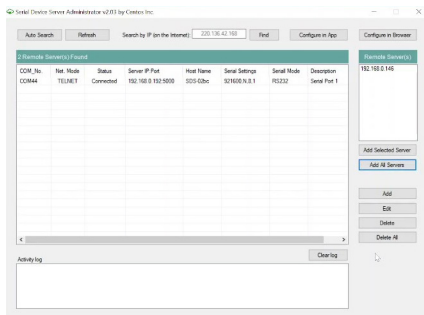 Serial Device Server Administrator v2.03 by Centos Inc.
Auto Search
Refresh
Search by IP (on the Internet)
220.136.42.168
Find
Configure in App
Configure in Browser
2 Remote Server(s) Found
Remote Server(s)
COM_No. Net. Mode Status Server IP:Port Host Name Serial Settings Serial Mode Description
COM44 TELNET Connected 192.168.0.192:5000 SDS-02bc 921600,N,8,1 RS232 Serial Port 1
192.168.0.146
Add Selected Server
Add All Servers
Add
Edit
Delete
Delete All
Activity log
Clear log